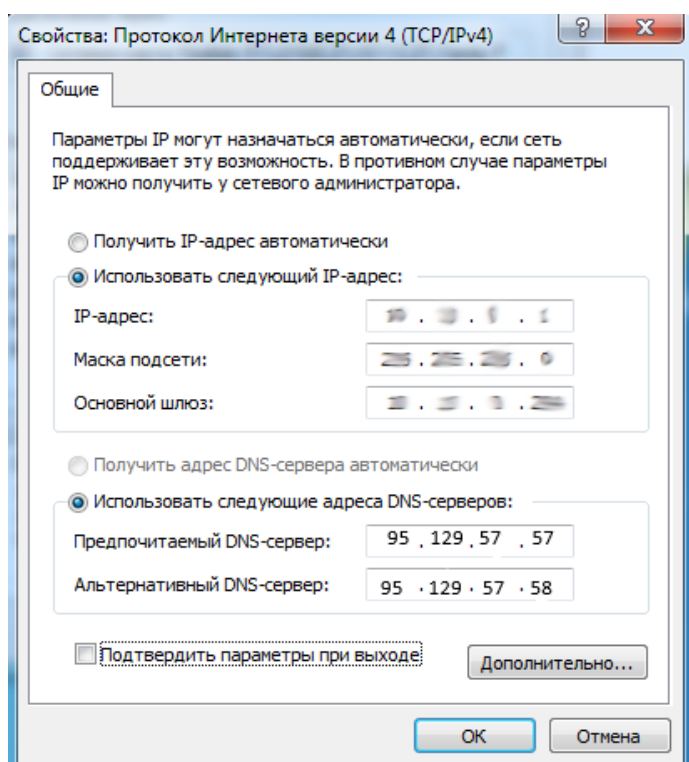 Свойства: Протокол Интернета версии 4 (TCP/IPv4)
Общие
Параметры IP могут назначаться автоматически, если сеть
поддерживает эту возможность. В противном случае параметры
IP можно получить у сетевого администратора.
Получить IP-адрес автоматически
Использовать следующий IP-адрес:
IP-адрес:
Маска подсети:
Основной шлюз:
Получить адрес DNS-сервера автоматически
Использовать следующие адреса DNS-серверов:
Предпочитаемый DNS-сервер: 95 . 129 . 57 . 57
Альтернативный DNS-сервер: 95 · 129 · 57 · 58
Подтвердить параметры при выходе
Дополнительно...
ОК Отмена